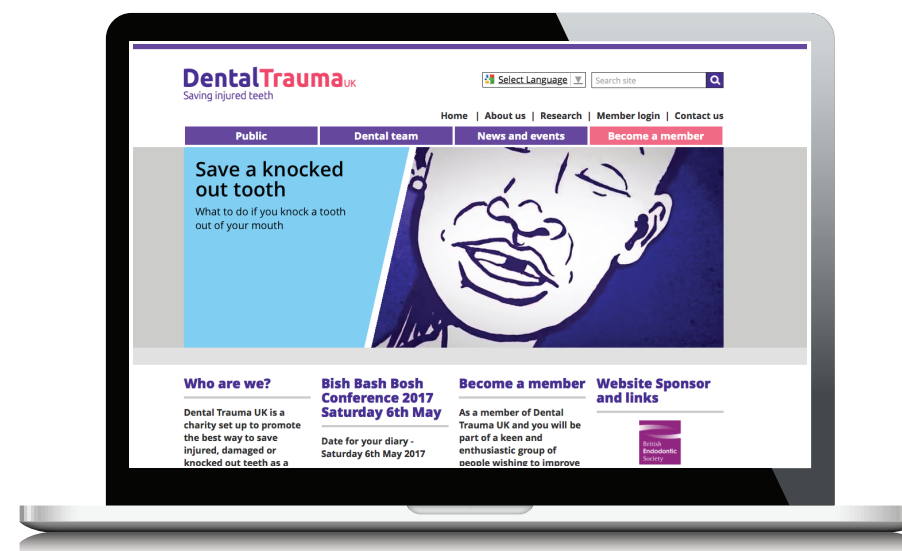 DentalTraumaUK
Saving injured teeth
Select Language
Search site
Home | About us | Research | Member login | Contact us
Public
Dental team
News and events
Become a member
Save a knocked
out tooth
What to do if you knock a tooth
out of your mouth
Who are we?
Dental Trauma UK is a
charity set up to promote
the best way to save
injured, damaged or
knocked out teeth as a
Bish Bash Bosh
Conference 2017
Saturday 6th May
Date for your diary -
Saturday 6th May 2017
Become a member
As a member of Dental
Trauma UK and you will be
part of a keen and
enthusiastic group of
people wishing to improve
Website Sponsor
and links
British
Endodontic
Society